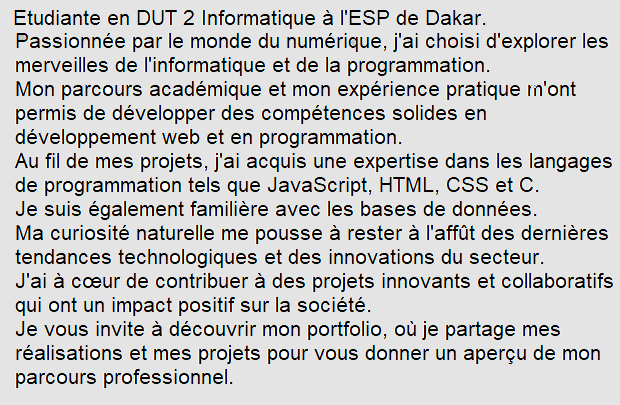 Etudiante en DUT 2 Informatique à l'ESP de Dakar.
Passionnée par le monde du numérique, j'ai choisi d'explorer les
merveilles de l'informatique et de la programmation.
Mon parcours académique et mon expérience pratique m'ont
permis de développer des compétences solides en
développement web et en programmation.
Au fil de mes projets, j'ai acquis une expertise dans les langages
de programmation tels que JavaScript, HTML, CSS et C.
Je suis également familière avec les bases de données.
Ma curiosité naturelle me pousse à rester à l'affût des dernières
tendances technologiques et des innovations du secteur.
J'ai à cœur de contribuer à des projets innovants et collaboratifs
qui ont un impact positif sur la société.
Je vous invite à découvrir mon portfolio, où je partage mes
réalisations et mes projets pour vous donner un aperçu de mon
parcours professionnel.